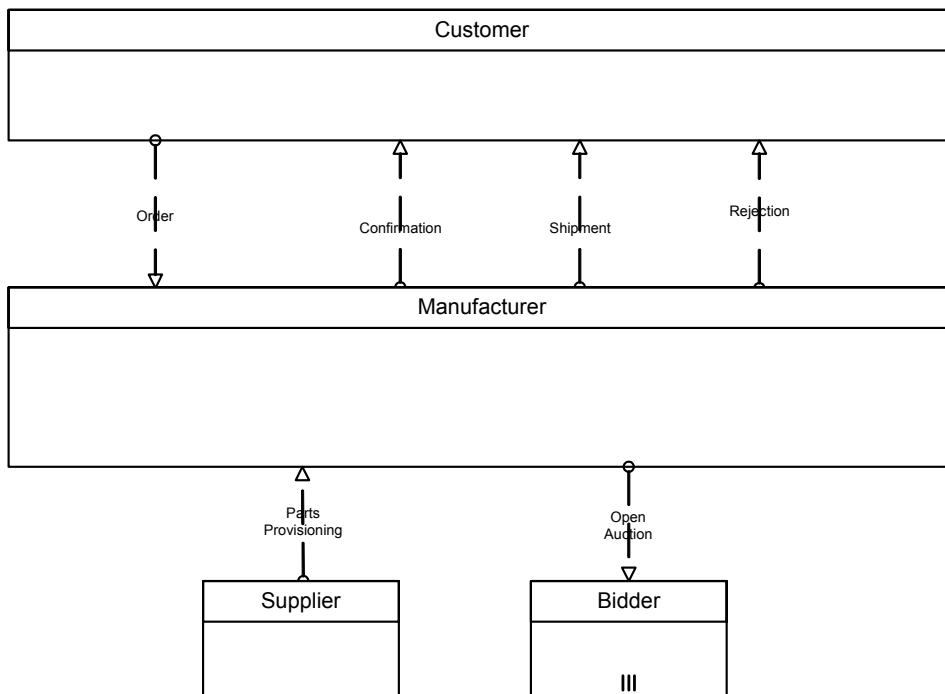 Customer
Order
Confirmation
Shipment
Rejection
Manufacturer
Parts
Provisioning
Open
Auction
Supplier
Bidder